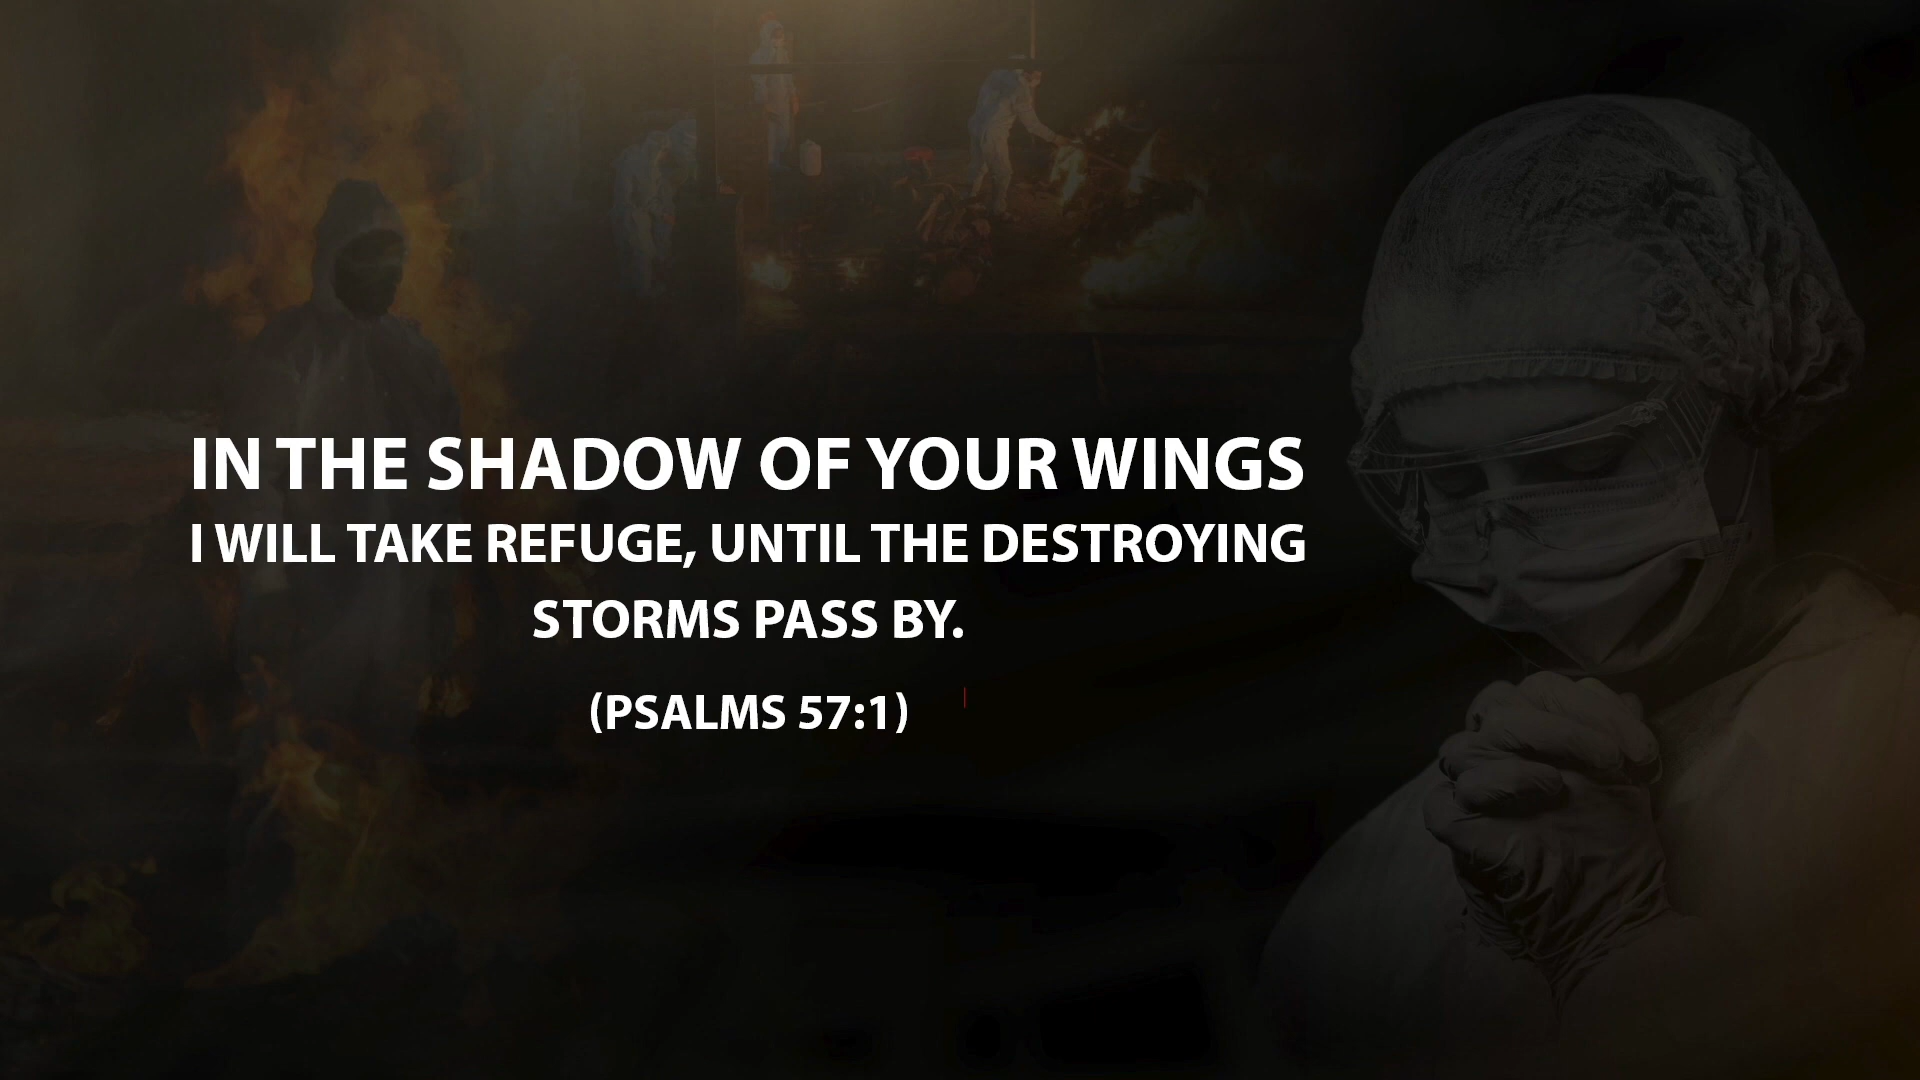 IN THE SHADOW OF YOUR WINGS
I WILL TAKE REFUGE, UNTIL THE DESTROYING
STORMS PASS BY.
(PSALMS 57:1)